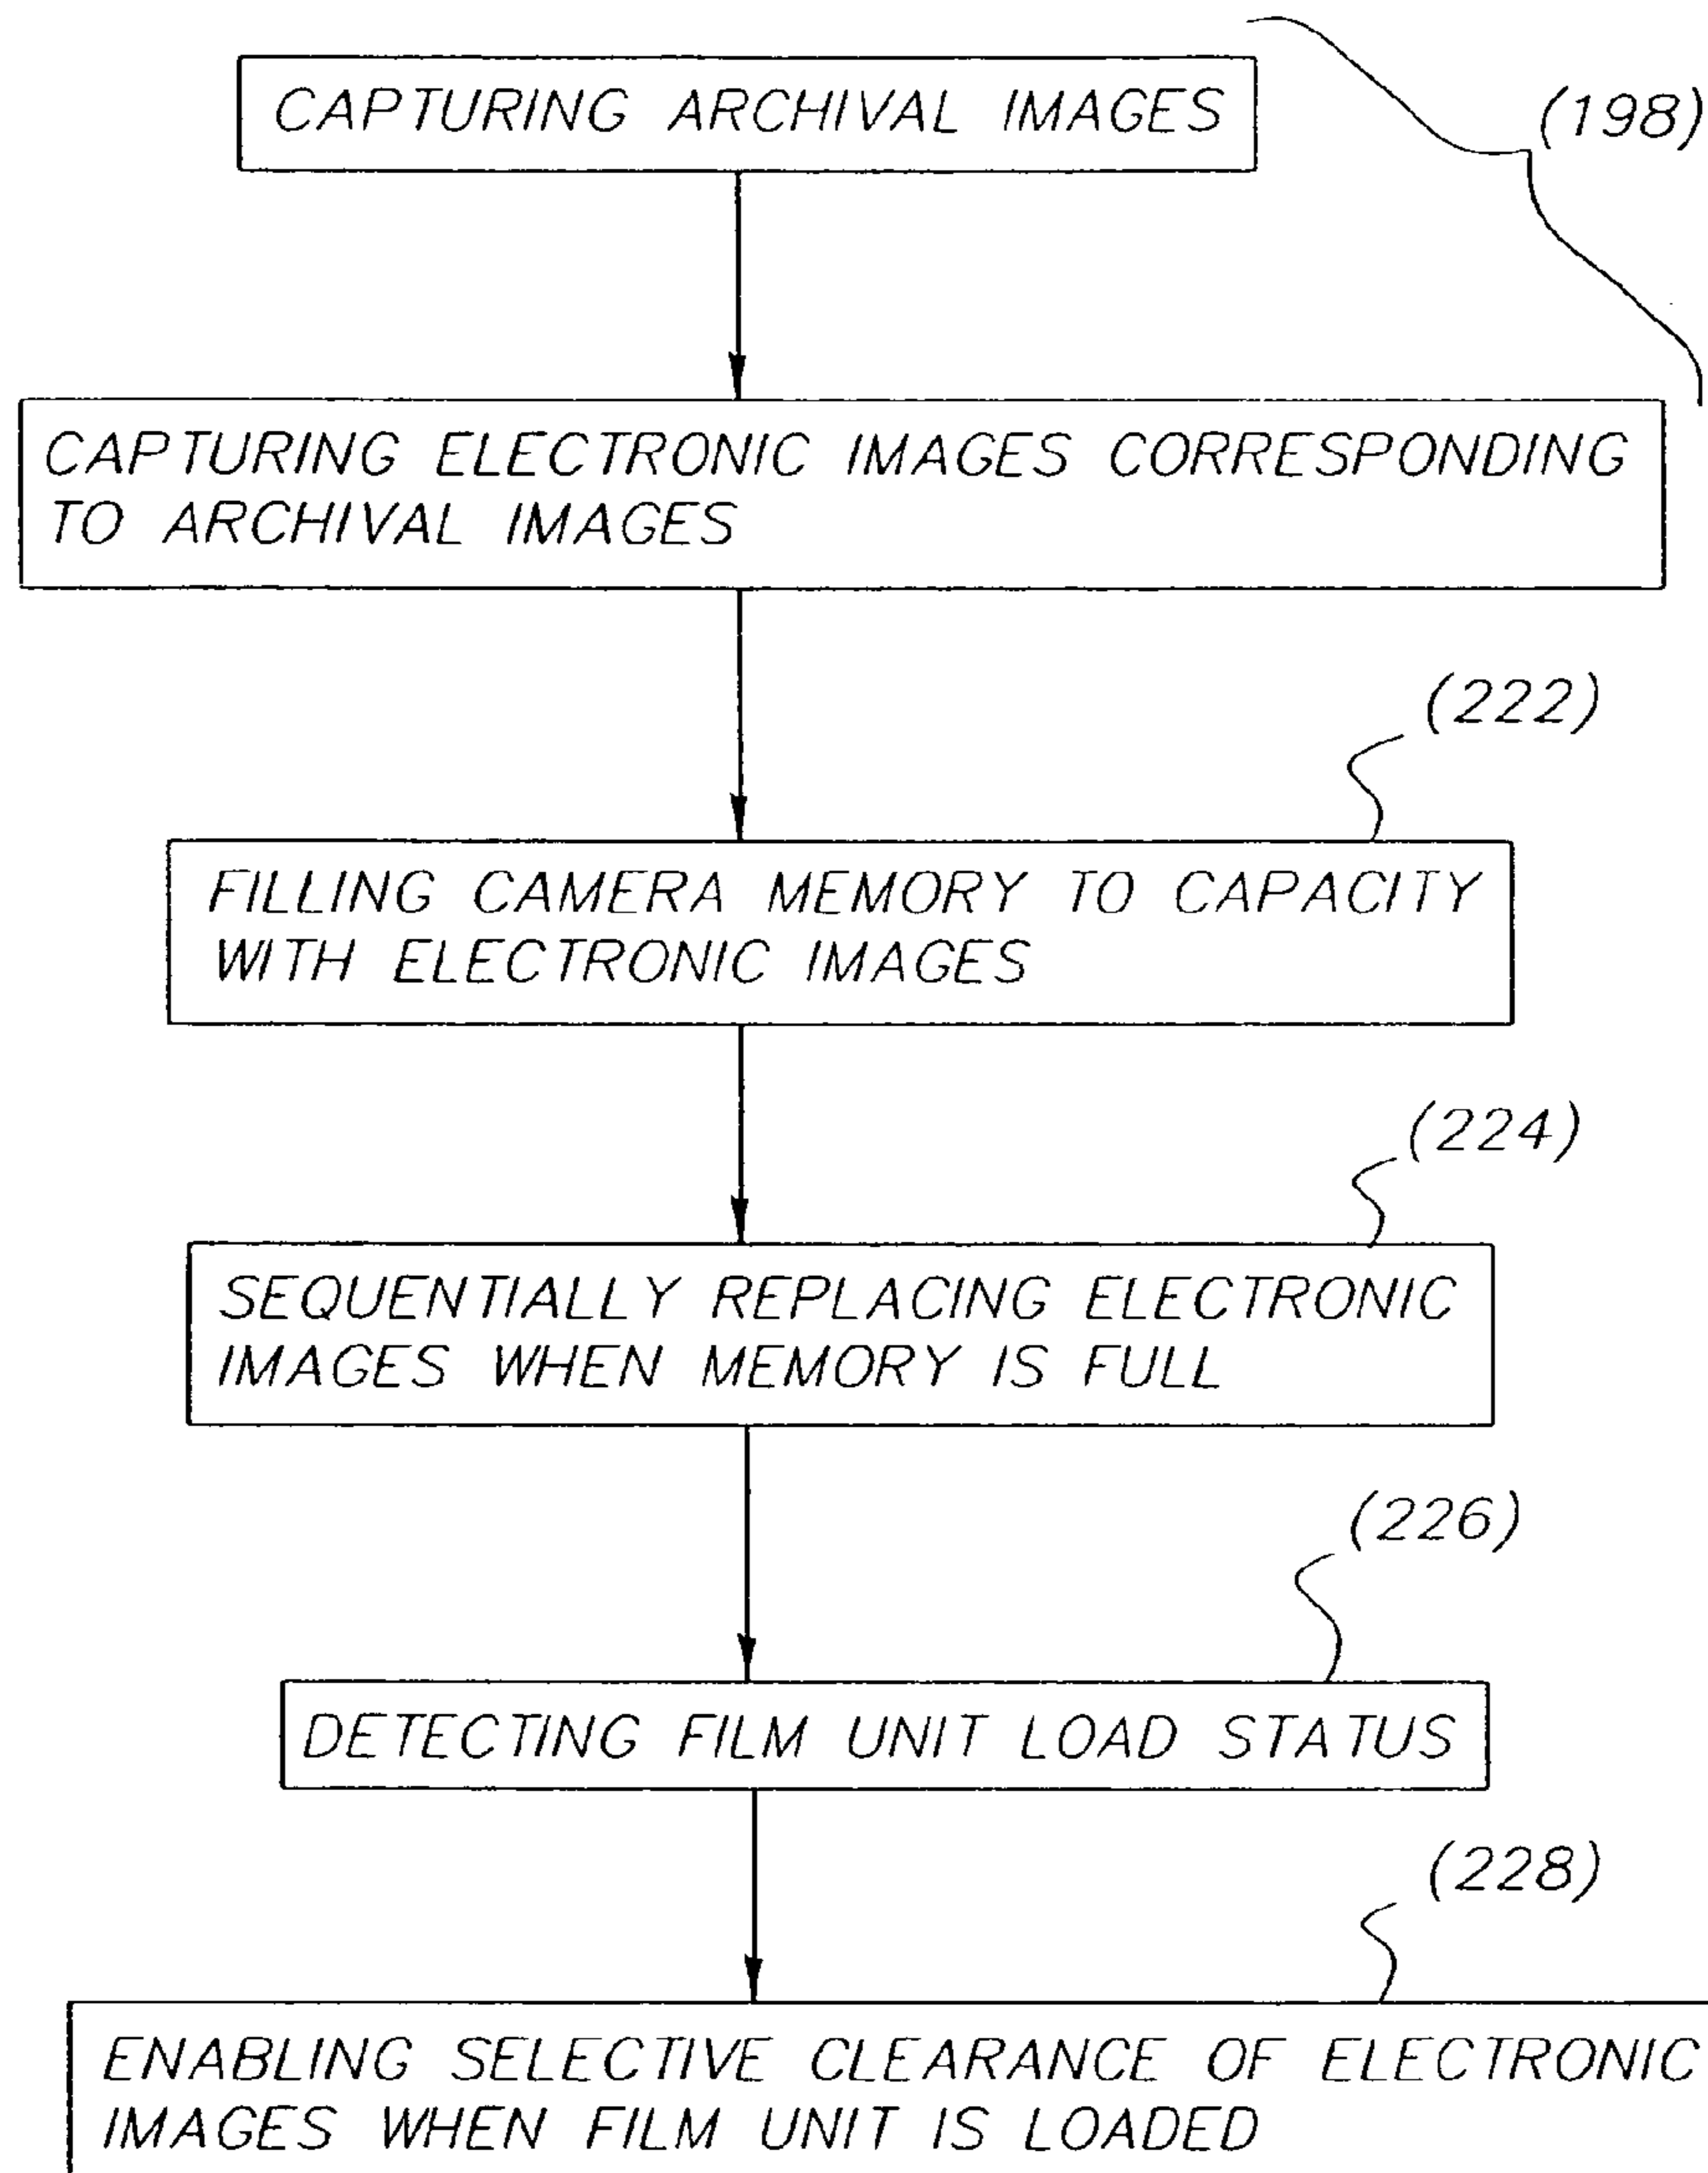 CAPTURING ARCHIVAL IMAGES
(198)
CAPTURING ELECTRONIC IMAGES CORRESPONDING
TO ARCHIVAL IMAGES
(222)
FILLING CAMERA MEMORY TO CAPACITY
WITH ELECTRONIC IMAGES
(224)
SEQUENTIALLY REPLACING ELECTRONIC
IMAGES WHEN MEMORY IS FULL
(226)
DETECTING FILM UNIT LOAD STATUS
(228)
ENABLING SELECTIVE CLEARANCE OF ELECTRONIC
IMAGES WHEN FILM UNIT IS LOADED